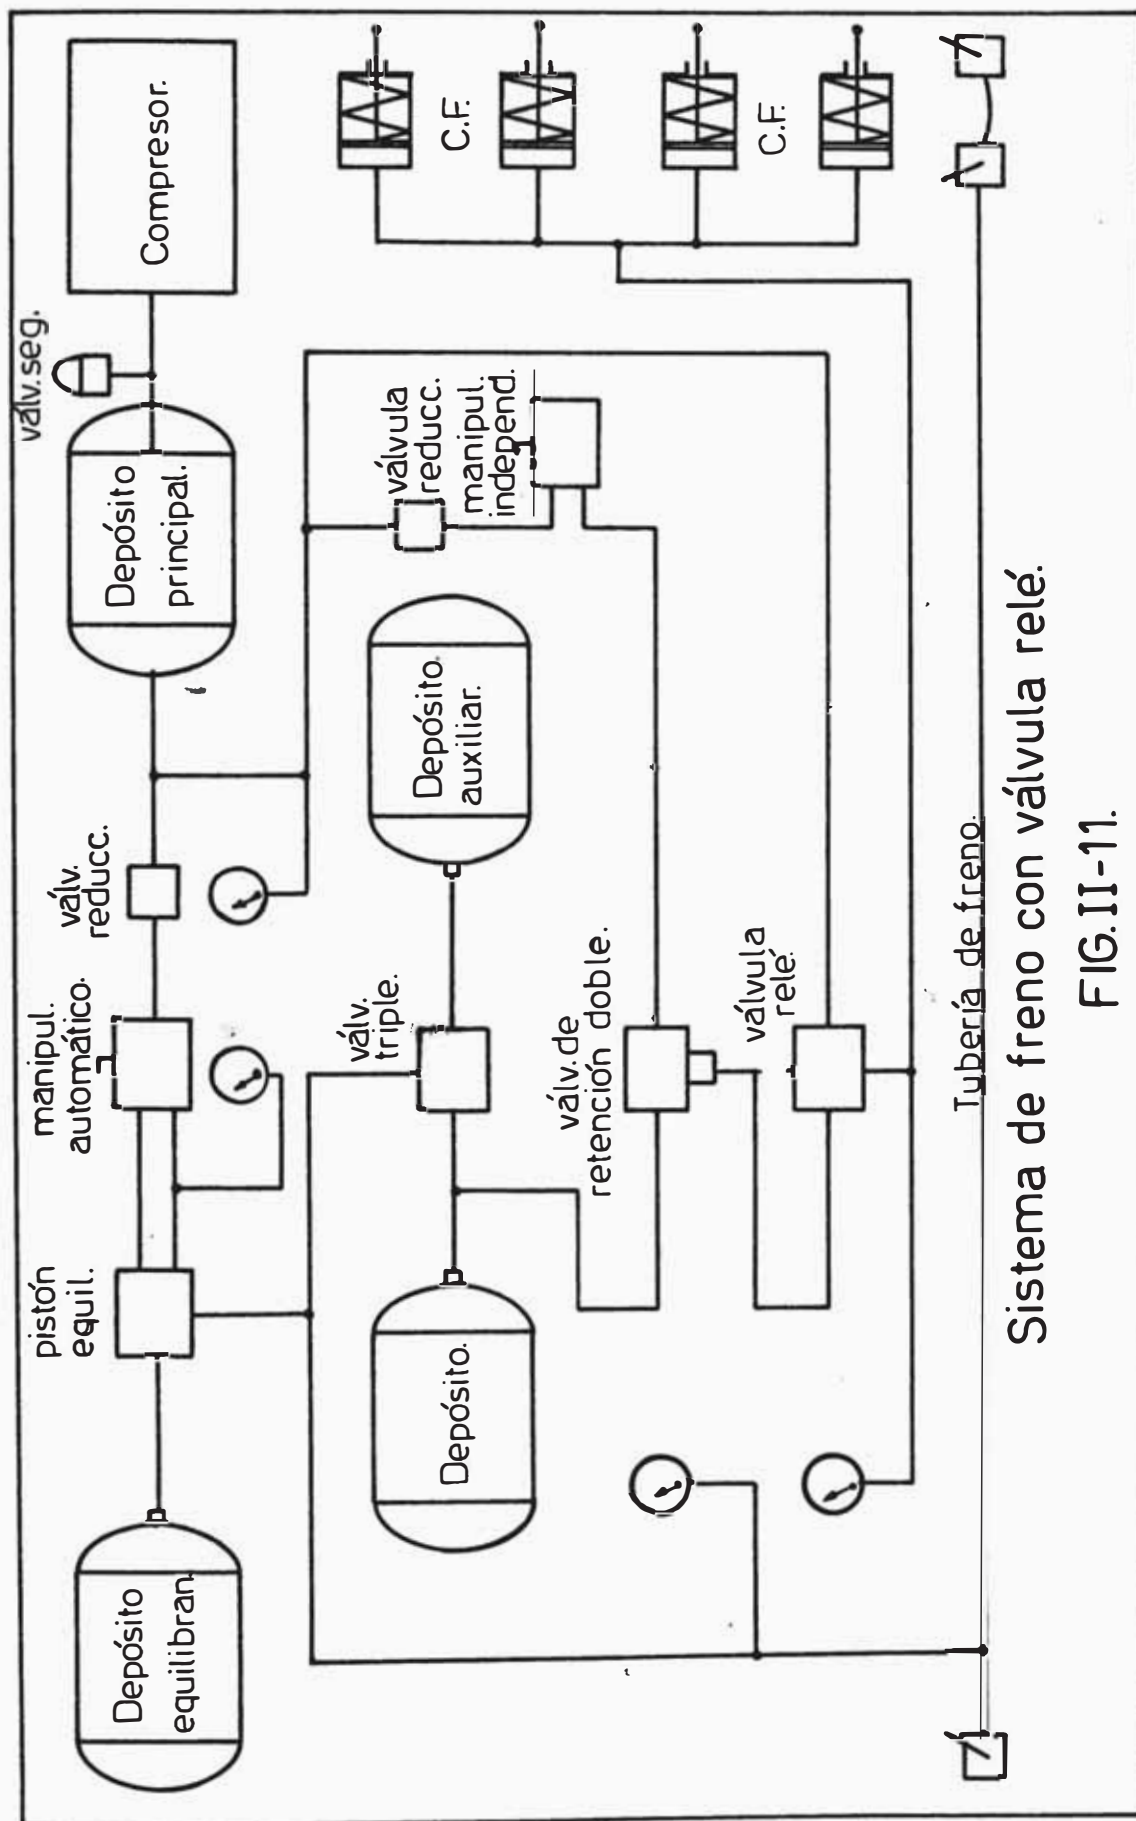 Depósito
equilibran.
pistón
equil.
manipul.
automático.
válv.
reducc.
Depósito
principal.
válv.seg.
Compresor.
Depósito.
válv.
triple.
Depósito.
auxiliar.
válvula
reducc.
manipul.
independ.
C.F.
C.F.
válv.de
retención doble.
válvula
relé.
Tubería de freno.
Sistema de freno con válvula relé.
FIG.II-11.